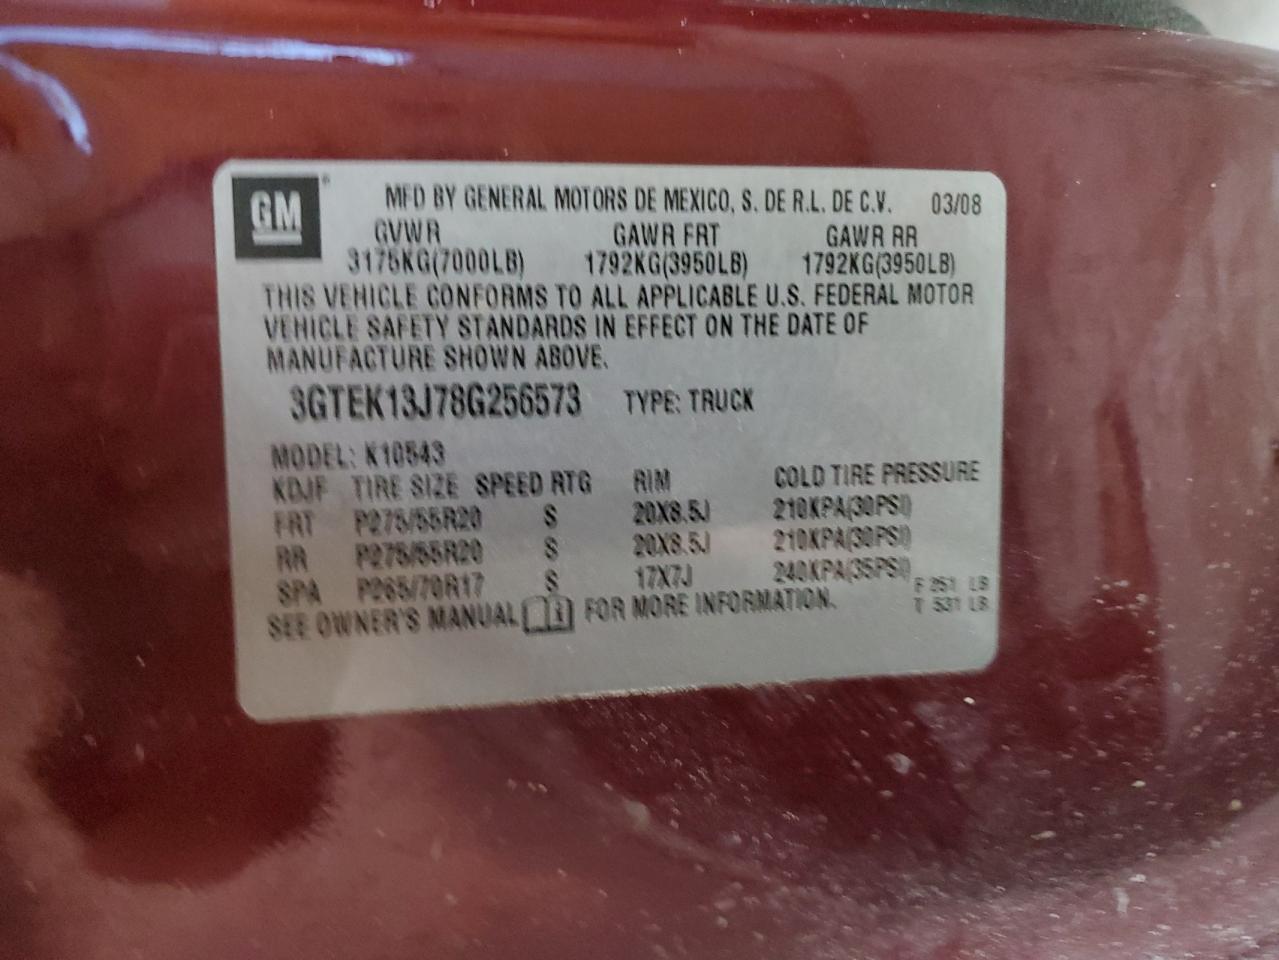 GM
MFD BY GENERAL MOTORS DE MEXICO, S. DE R.L. DE C.V. 03/08
GVWR GAWR FRT GAWR RR
3175KG(7000LB) 1792KG(3950LB) 1792KG(3950LB)
THIS VEHICLE CONFORMS TO ALL APPLICABLE U.S. FEDERAL MOTOR
VEHICLE SAFETY STANDARDS IN EFFECT ON THE DATE OF
MANUFACTURE SHOWN ABOVE.
3GTEK13J78G256573 TYPE: TRUCK
MODEL: K10543
KDJF TIRE SIZE SPEED RTG RIM COLD TIRE PRESSURE
FRT P275/55R20 S 20X8.5J 210KPA(30PSI)
RR P275/55R20 S 20X8.5J 210KPA(30PSI)
SPA P265/70R17 S 17X7J 240KPA(35PSI)
SEE OWNER'S MANUAL FOR MORE INFORMATION.
F 251 LB
T 531 LB